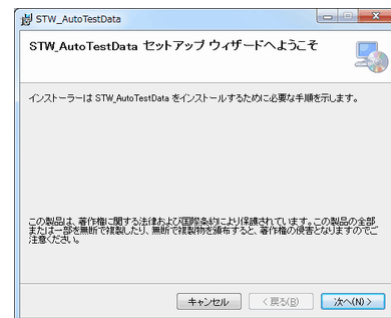 STW_AutoTestData
STW_AutoTestData セットアップ ウィザードへようこそ
インストーラーは STW_AutoTestData をインストールするために必要な手順を示します。
この製品は、著作権に関する法律および国際条約により保護されています。この製品の全部
または一部を無断で複製したり、無断で複製物を頒布すると、著作権の侵害となりますのでご
注意ください。
キャンセル
< 戻る(B)
次へ(N) >